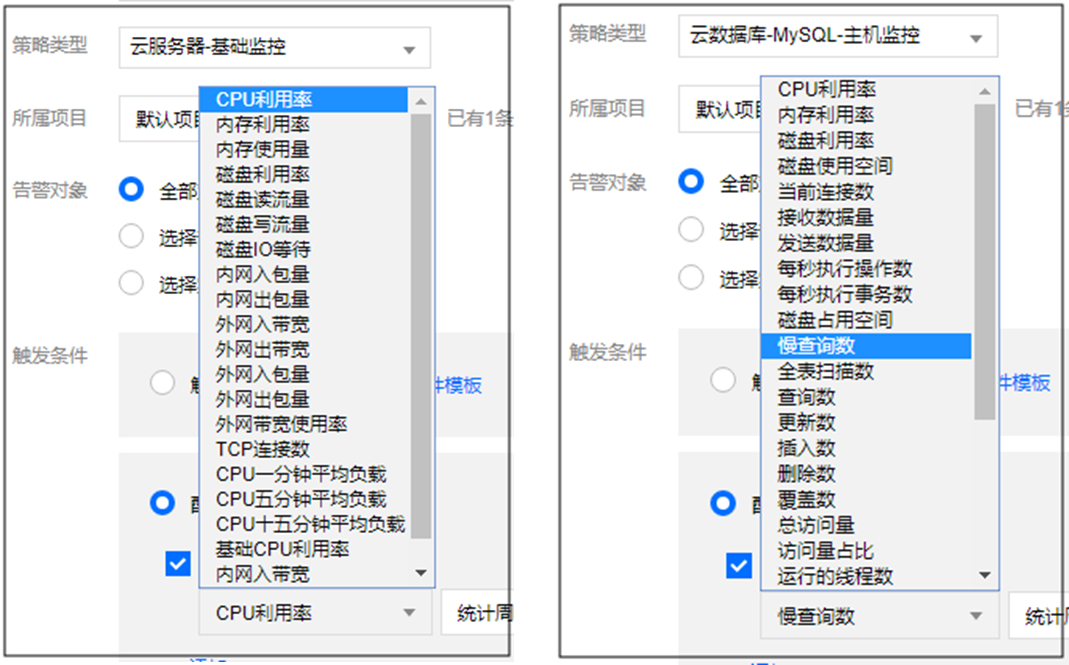 策略类型
云服务器-基础监控
所属项目
默认项目
已有1条
告警对象
全部
选择
选择
触发条件
件模板
CPU利用率
内存利用率
内存使用量
磁盘利用率
磁盘读流量
磁盘写流量
磁盘IO等待
内网入包量
内网出包量
外网入带宽
外网出带宽
外网入包量
外网出包量
外网带宽使用率
TCP连接数
CPU一分钟平均负载
CPU五分钟平均负载
CPU十五分钟平均负载
基础CPU利用率
内网入带宽
CPU利用率
统计周
添加
策略类型
云数据库-MySQL-主机监控
所属项目
默认项目
已有1条
告警对象
全部
选择
选择
触发条件
件模板
CPU利用率
内存利用率
磁盘利用率
磁盘使用空间
当前连接数
接收数据量
发送数据量
每秒执行操作数
每秒执行事务数
磁盘占用空间
慢查询数
全表扫描数
查询数
更新数
插入数
删除数
覆盖数
总访问量
访问量占比
运行的线程数
慢查询数
统计周